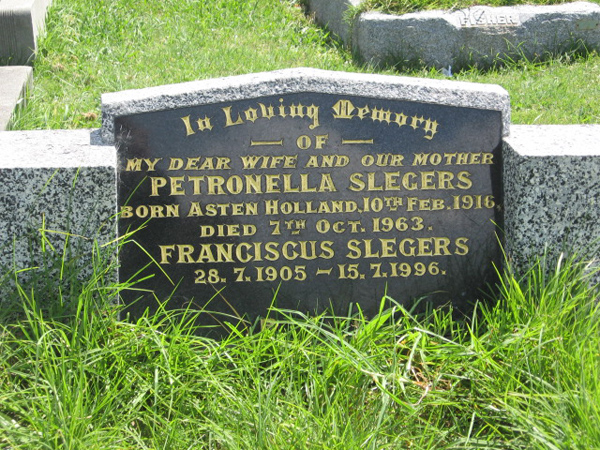 FISHER
In Loving Memory
— OF —
MY DEAR WIFE AND OUR MOTHER
PETRONELLA SLEGERS
BORN ASTEN HOLLAND, 10TH FEB. 1916.
DIED 7TH OCT. 1963.
FRANCISCUS SLEGERS
28. 7. 1905 – 15. 7. 1996.